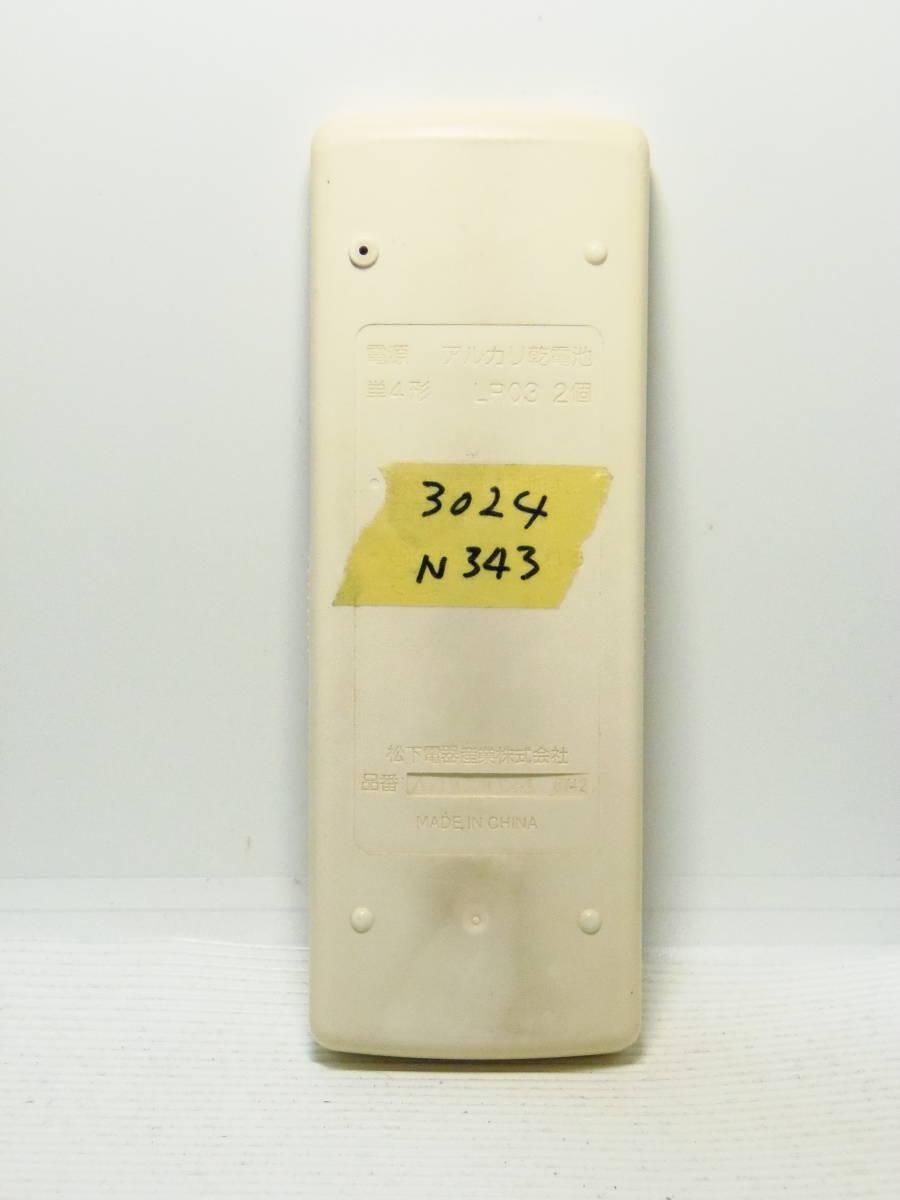 電源 アルカリ乾電池
単4形 LR03 2個
3024
N343
松下電器産業株式会社
品番
MADE IN CHINA